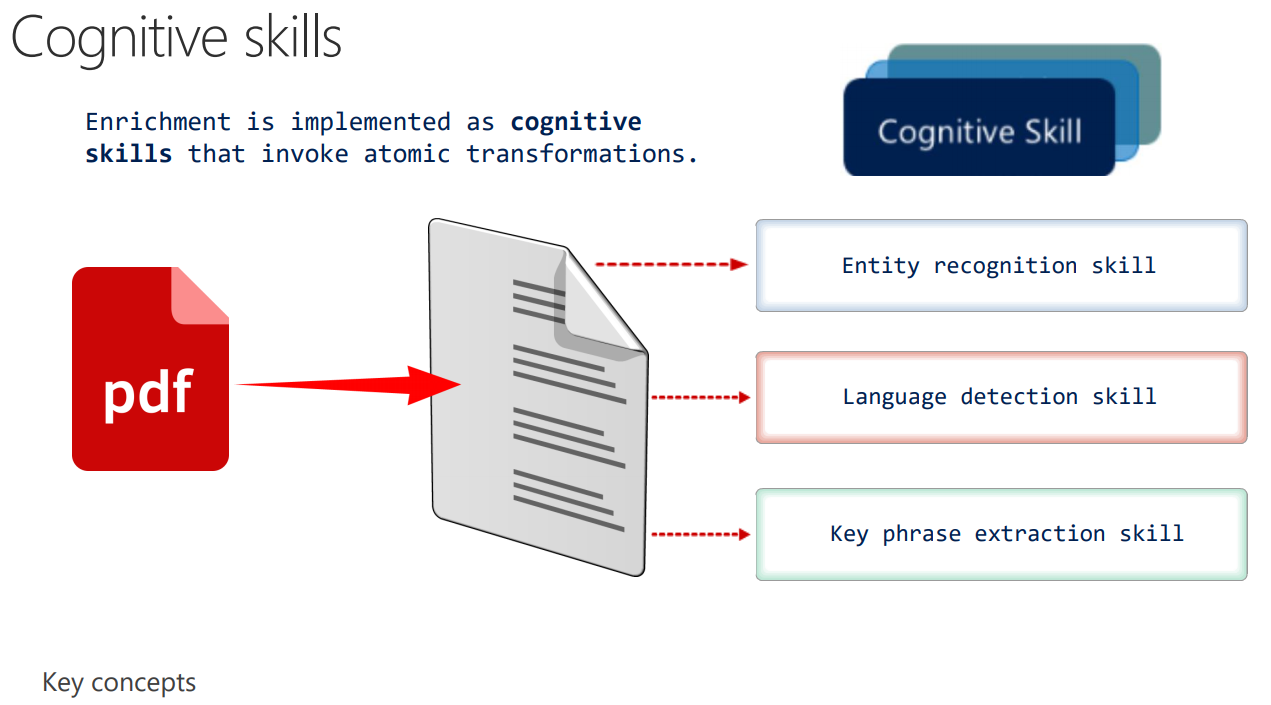 Cognitive skills
Enrichment is implemented as cognitive
skills that invoke atomic transformations.
Cognitive Skill
pdf
Entity recognition skill
Language detection skill
Key phrase extraction skill
Key concepts